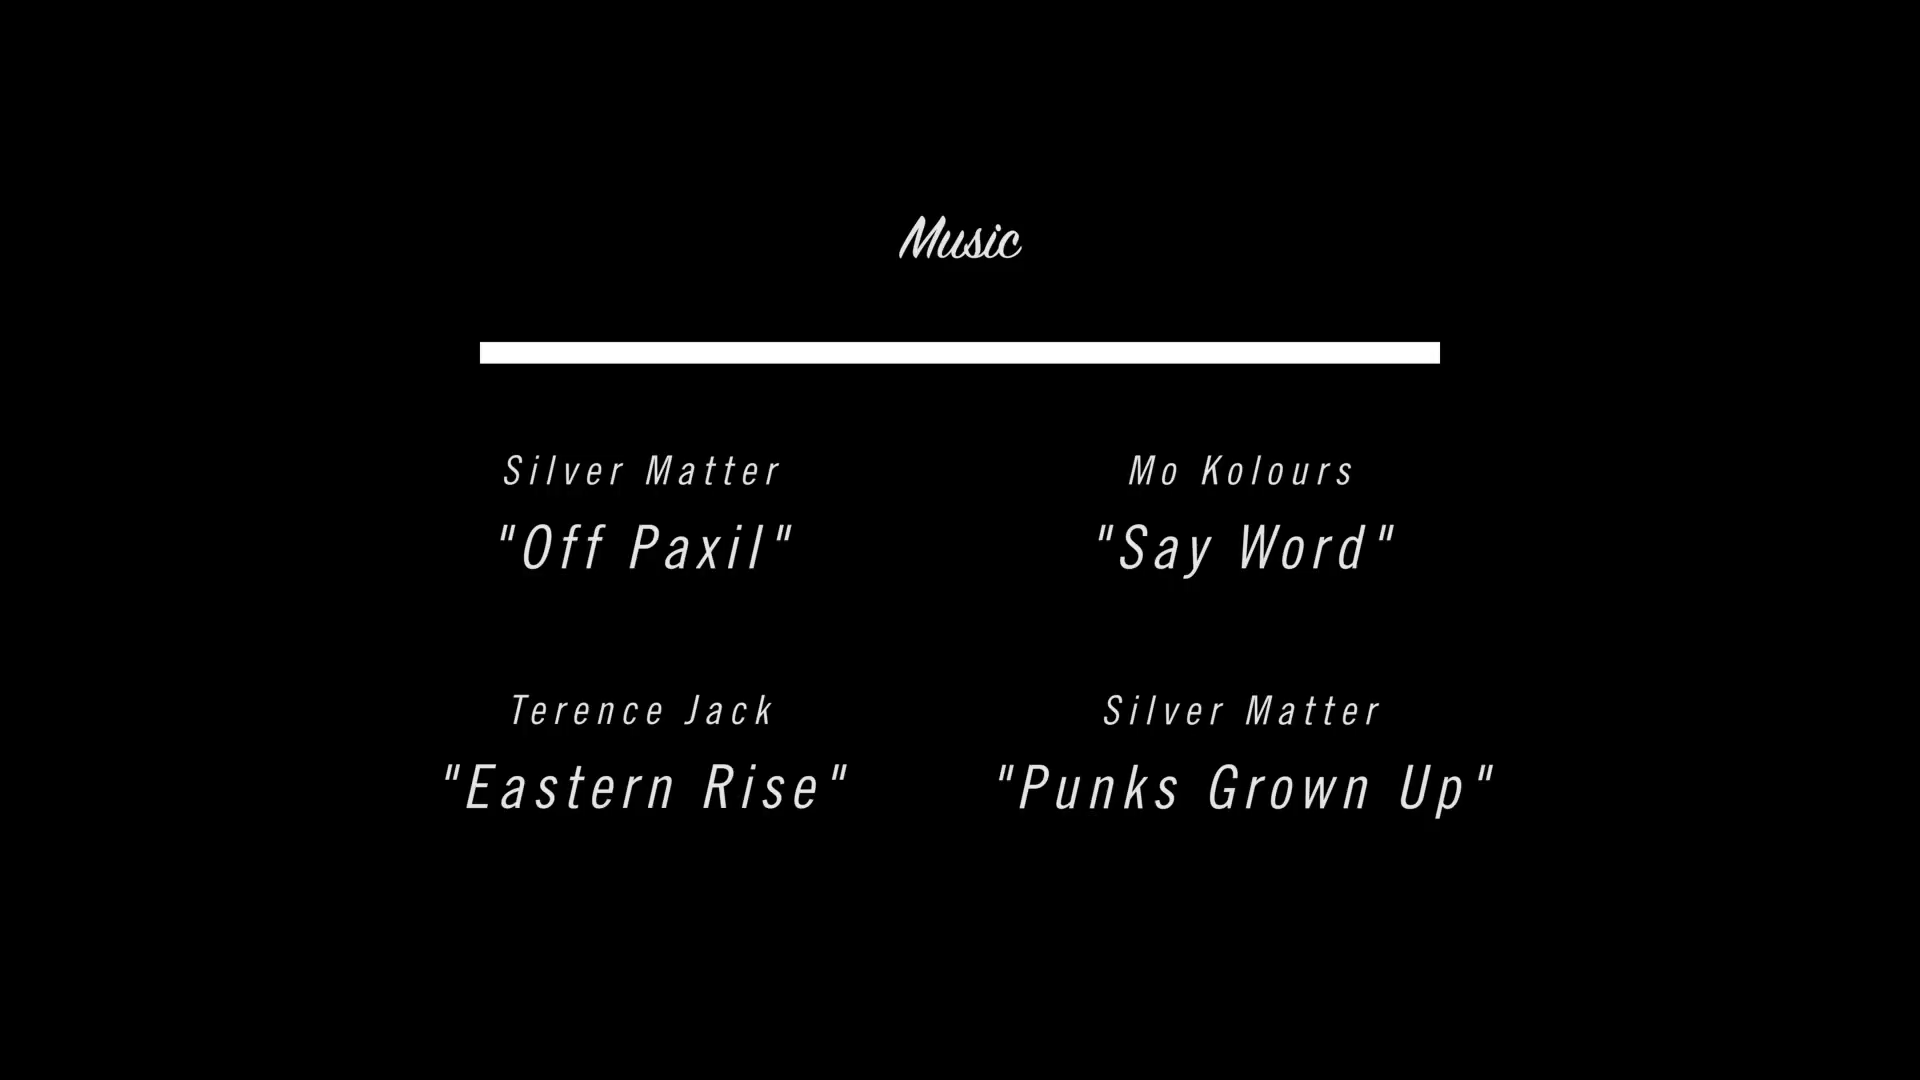 Music
Silver Matter
"Off Paxil"
Mo Kolours
"Say Word"
Terence Jack
"Eastern Rise"
Silver Matter
"Punks Grown Up"